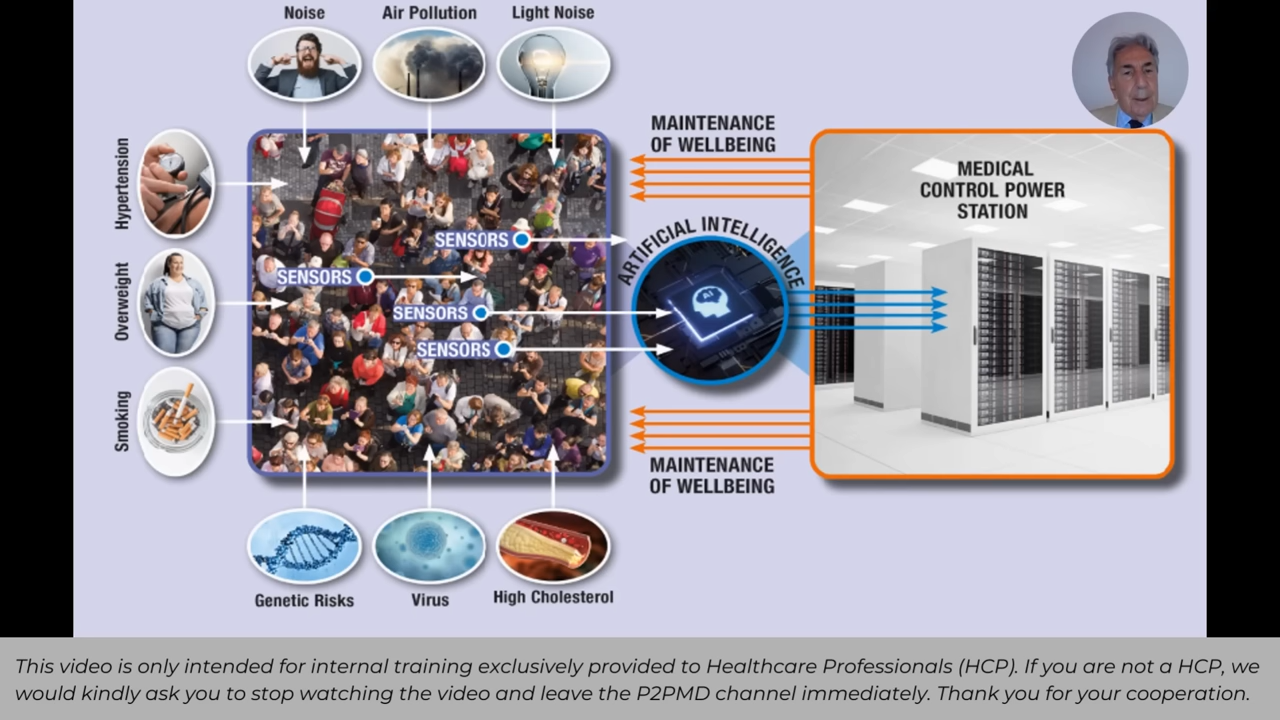 Noise
Air Pollution
Light Noise
Hypertension
Overweight
Smoking
SENSORS
SENSORS
SENSORS
SENSORS
MAINTENANCE
OF WELLBEING
ARTIFICIAL INTELLIGENCE
AI
MAINTENANCE
OF WELLBEING
MEDICAL
CONTROL POWER
STATION
Genetic Risks
Virus
High Cholesterol
This video is only intended for internal training exclusively provided to Healthcare Professionals (HCP). If you are not a HCP, we
would kindly ask you to stop watching the video and leave the P2PMD channel immediately. Thank you for your cooperation.